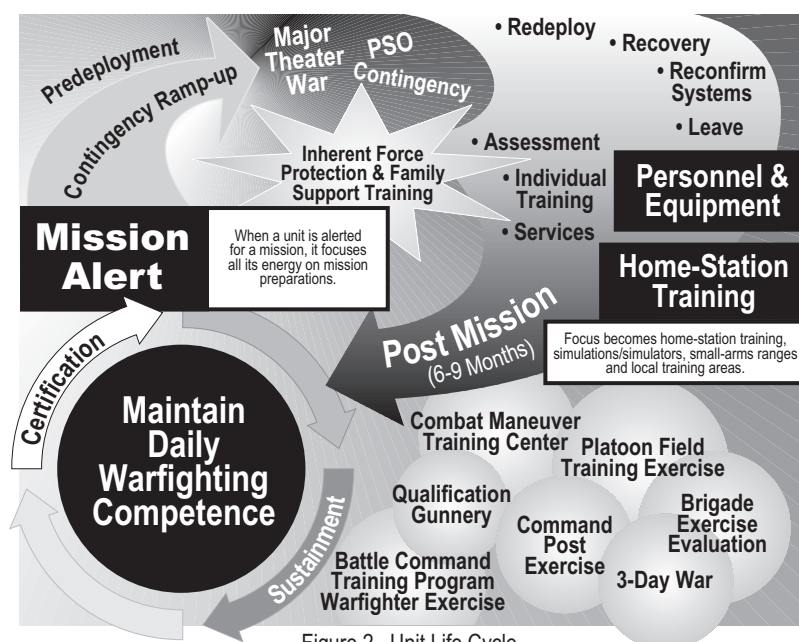 Predeployment
Contingency Ramp-up
Major
Theater
War
PSO
Contingency
• Redeploy
• Recovery
• Reconfirm
Systems
• Leave
Inherent Force
Protection & Family
Support Training
• Assessment
• Individual
Training
• Services
Personnel &
Equipment
Mission
Alert
When a unit is alerted
for a mission, it focuses
all its energy on mission
preparations.
Home-Station
Training
Focus becomes home-station training,
simulations/simulators, small-arms ranges
and local training areas.
Post Mission
(6-9 Months)
Certification
Maintain
Daily
Warfighting
Competence
Sustainment
Combat Maneuver
Training Center
Platoon Field
Training Exercise
Qualification
Gunnery
Command
Post
Exercise
Brigade
Exercise
Evaluation
Battle Command
Training Program
Warfighter Exercise
3-Day War
Figure 2. Unit Life Cycle